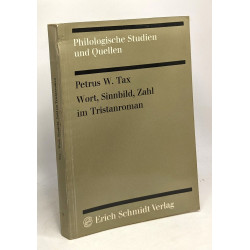 Philologische Studien
und Quellen
Petrus W. Tax
Wort, Sinnbild, Zahl
im Tristanroman
Erich Schmidt Verlag